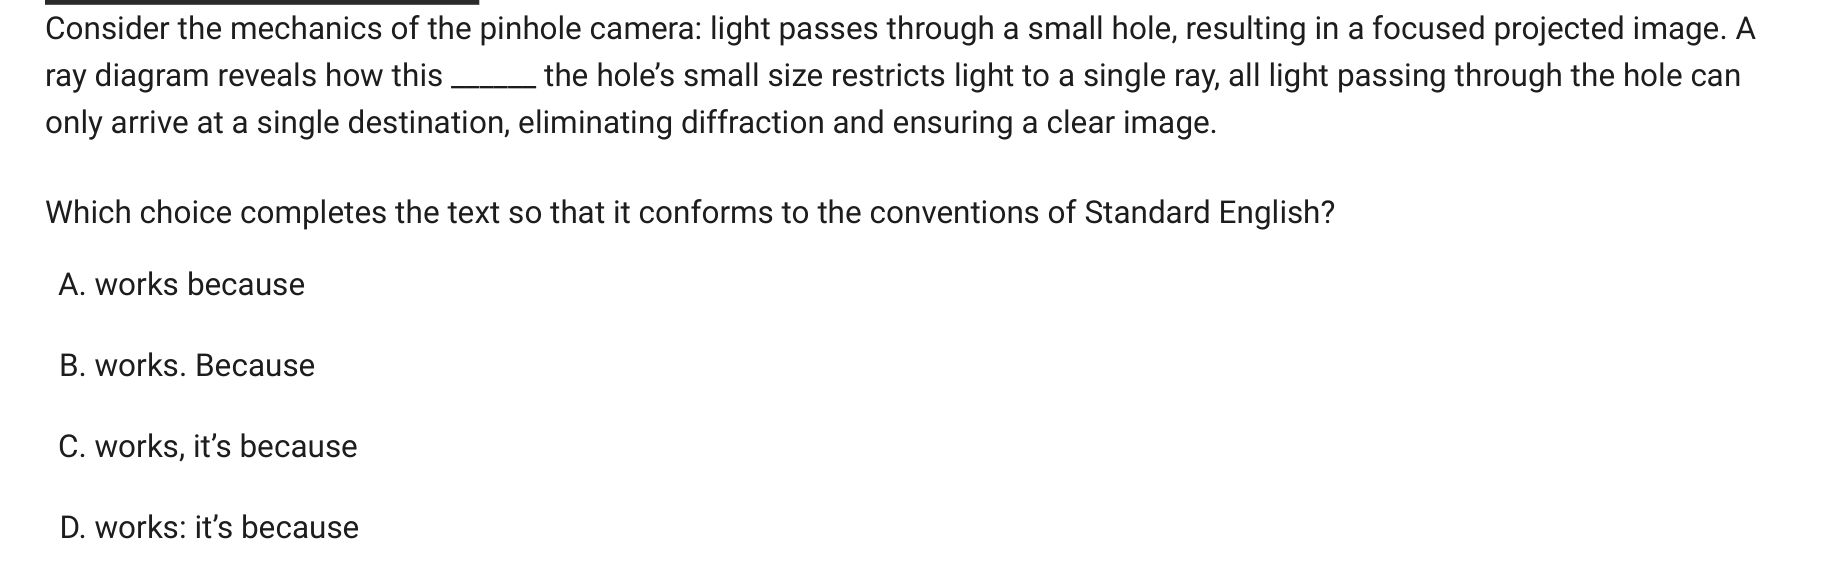 Consider the mechanics of the pinhole camera: light passes through a small hole, resulting in a focused projected image. A
ray diagram reveals how this ______ the hole’s small size restricts light to a single ray, all light passing through the hole can
only arrive at a single destination, eliminating diffraction and ensuring a clear image.
Which choice completes the text so that it conforms to the conventions of Standard English?
A. works because
B. works. Because
C. works, it’s because
D. works: it’s because